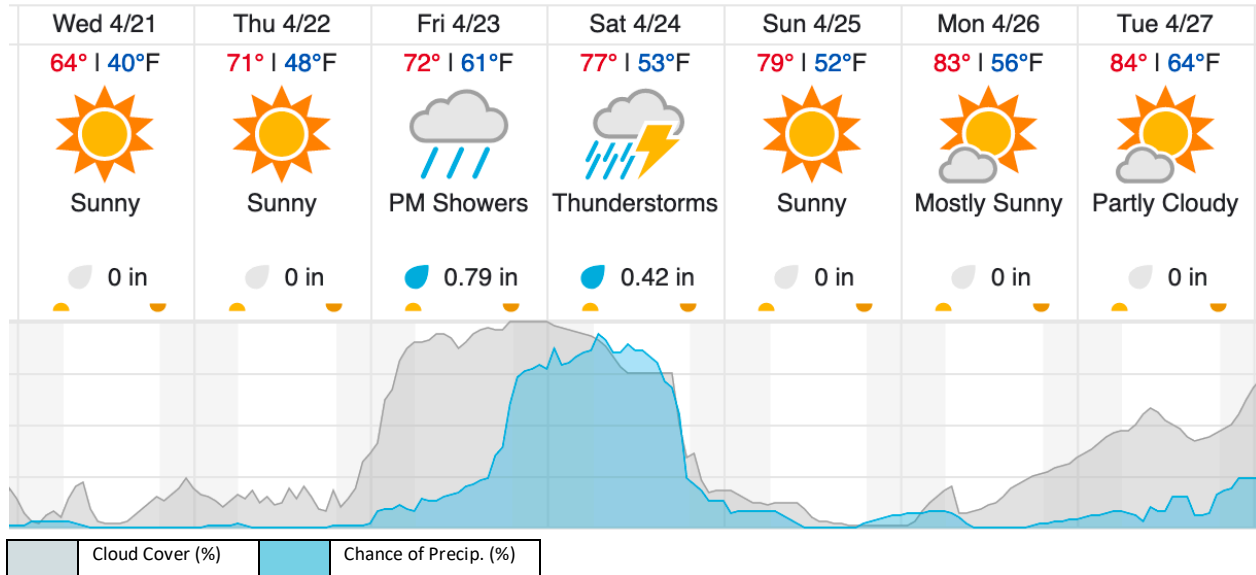 Wed 4/21 Thu 4/22 Fri 4/23 Sat 4/24 Sun 4/25 Mon 4/26 Tue 4/27
64° | 40°F 71° | 48°F 72° | 61°F 77° | 53°F 79° | 52°F 83° | 56°F 84° | 64°F
Sunny Sunny PM Showers Thunderstorms Sunny Mostly Sunny Partly Cloudy
0 in 0 in 0.79 in 0.42 in 0 in 0 in 0 in
Cloud Cover (%) Chance of Precip. (%)